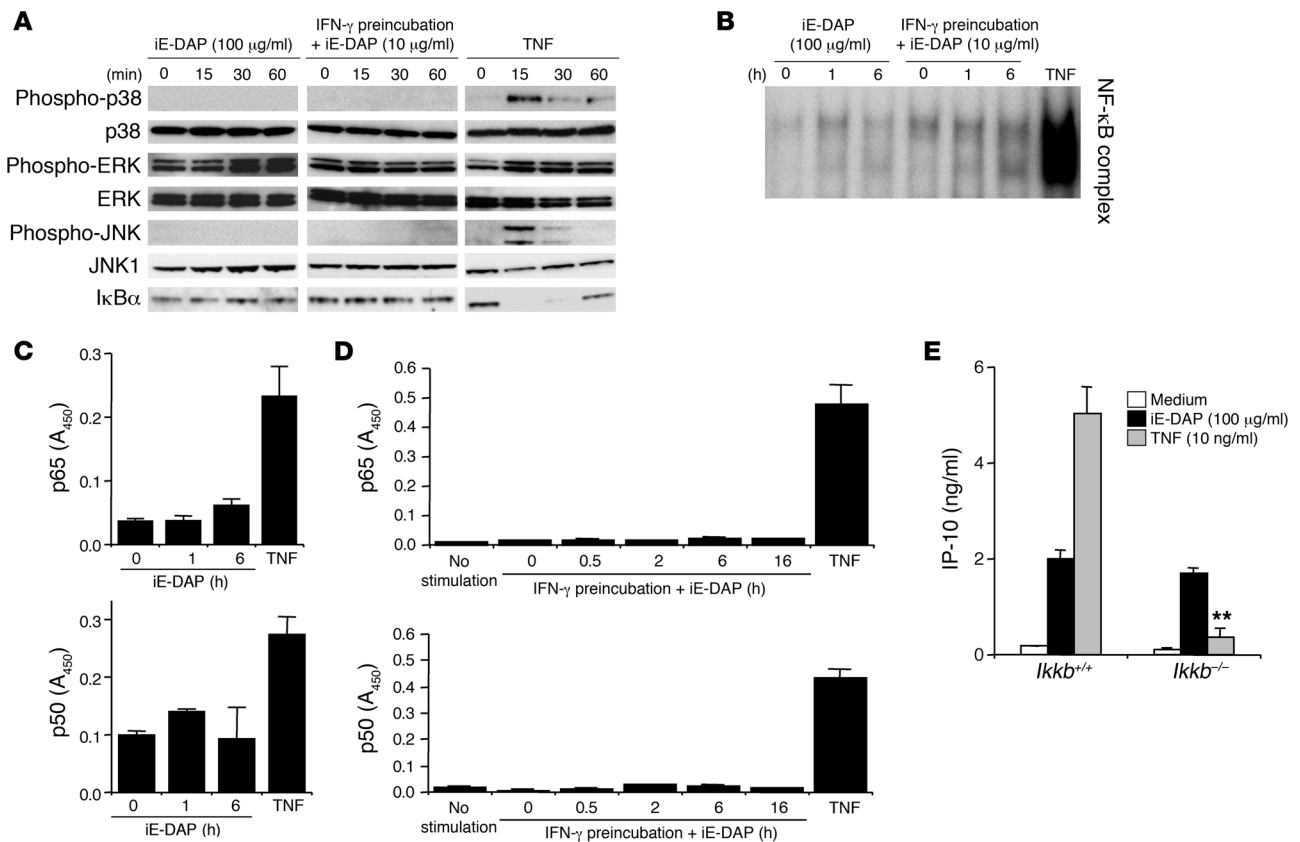 A
iE-DAP (100 μg/ml)
IFN-γ preincubation
+ iE-DAP (10 μg/ml)
TNF
(min) 0 15 30 60 0 15 30 60 0 15 30 60
Phospho-p38
p38
Phospho-ERK
ERK
Phospho-JNK
JNK1
IκBα
B
iE-DAP
(100 μg/ml)
IFN-γ preincubation
+ iE-DAP (10 μg/ml)
(h) 0 1 6 0 1 6 TNF
NF-κB complex
C
p65 (A450)
0.3
0.2
0.1
0.0
0 1 6 TNF
iE-DAP (h)
p50 (A450)
0.3
0.2
0.1
0.0
0 1 6 TNF
iE-DAP (h)
D
p65 (A450)
0.6
0.5
0.4
0.3
0.2
0.1
0.0
No
stimulation
0 0.5 2 6 16 TNF
IFN-γ preincubation + iE-DAP (h)
p50 (A450)
0.6
0.5
0.4
0.3
0.2
0.1
0.0
No
stimulation
0 0.5 2 6 16 TNF
IFN-γ preincubation + iE-DAP (h)
E
IP-10 (ng/ml)
6
4
2
0
Medium
iE-DAP (100 μg/ml)
TNF (10 ng/ml)
**
Ikkb+/+ Ikkb–/–